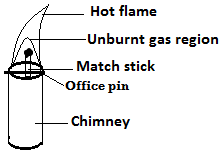 Hot flame
Unburnt gas region
Match stick
Office pin
Chimney